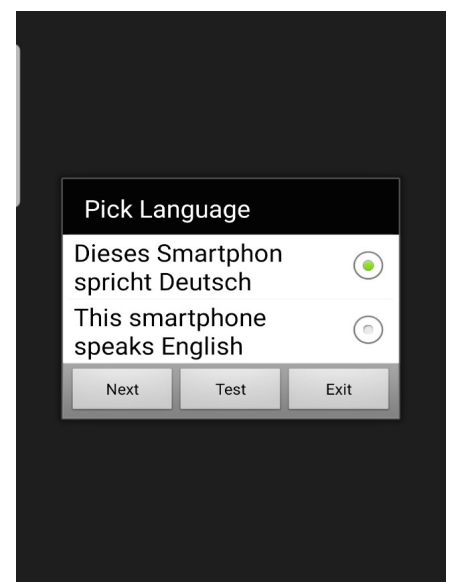 Pick Language
Dieses Smartphon
spricht Deutsch
This smartphone
speaks English
Next Test Exit